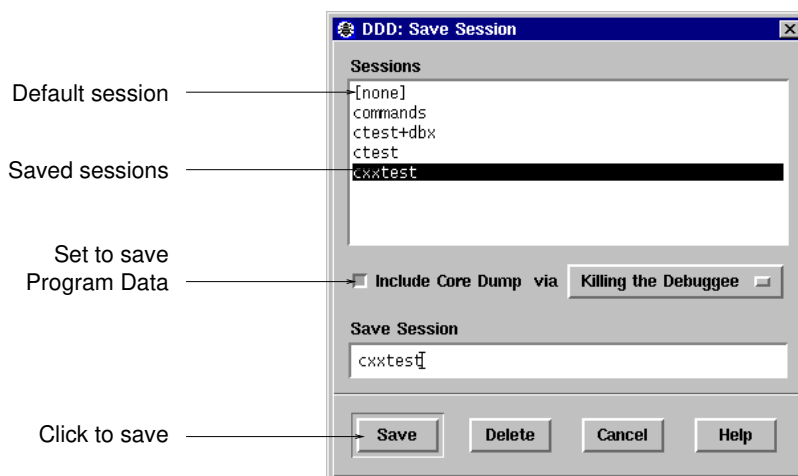 DDD: Save Session
Sessions
Default session
[none]
commands
ctest+dbx
ctest
Saved sessions
cxxtest
Set to save
Program Data
Include Core Dump via
Killing the Debuggee
Save Session
cxxtest
Click to save
Save
Delete
Cancel
Help